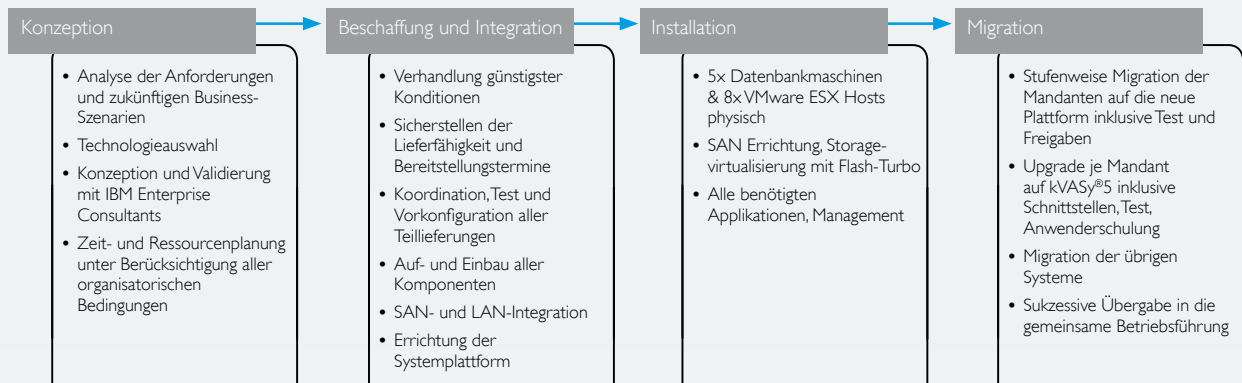 Konzeption
• Analyse der Anforderungen
und zukünftigen Business-
Szenarien
• Technologieauswahl
• Konzeption und Validierung
mit IBM Enterprise
Consultants
• Zeit- und Ressourcenplanung
unter Berücksichtigung aller
organisatorischen
Bedingungen
Beschaffung und Integration
• Verhandlung günstigster
Konditionen
• Sicherstellen der
Lieferfähigkeit und
Bereitstellungstermine
• Koordination, Test und
Vorkonfiguration aller
Teillieferungen
• Auf- und Einbau aller
Komponenten
• SAN- und LAN-Integration
• Errichtung der
Systemplattform
Installation
• 5x Datenbankmaschinen
& 8x VMware ESX Hosts
physisch
• SAN Errichtung, Storage-
virtualisierung mit Flash-Turbo
• Alle benötigten
Applikationen, Management
Migration
• Stufenweise Migration der
Mandanten auf die neue
Plattform inklusive Test und
Freigaben
• Upgrade je Mandant
auf kVASy®5 inklusive
Schnittstellen, Test,
Anwenderschulung
• Migration der übrigen
Systeme
• Sukzessive Übergabe in die
gemeinsame Betriebsführung